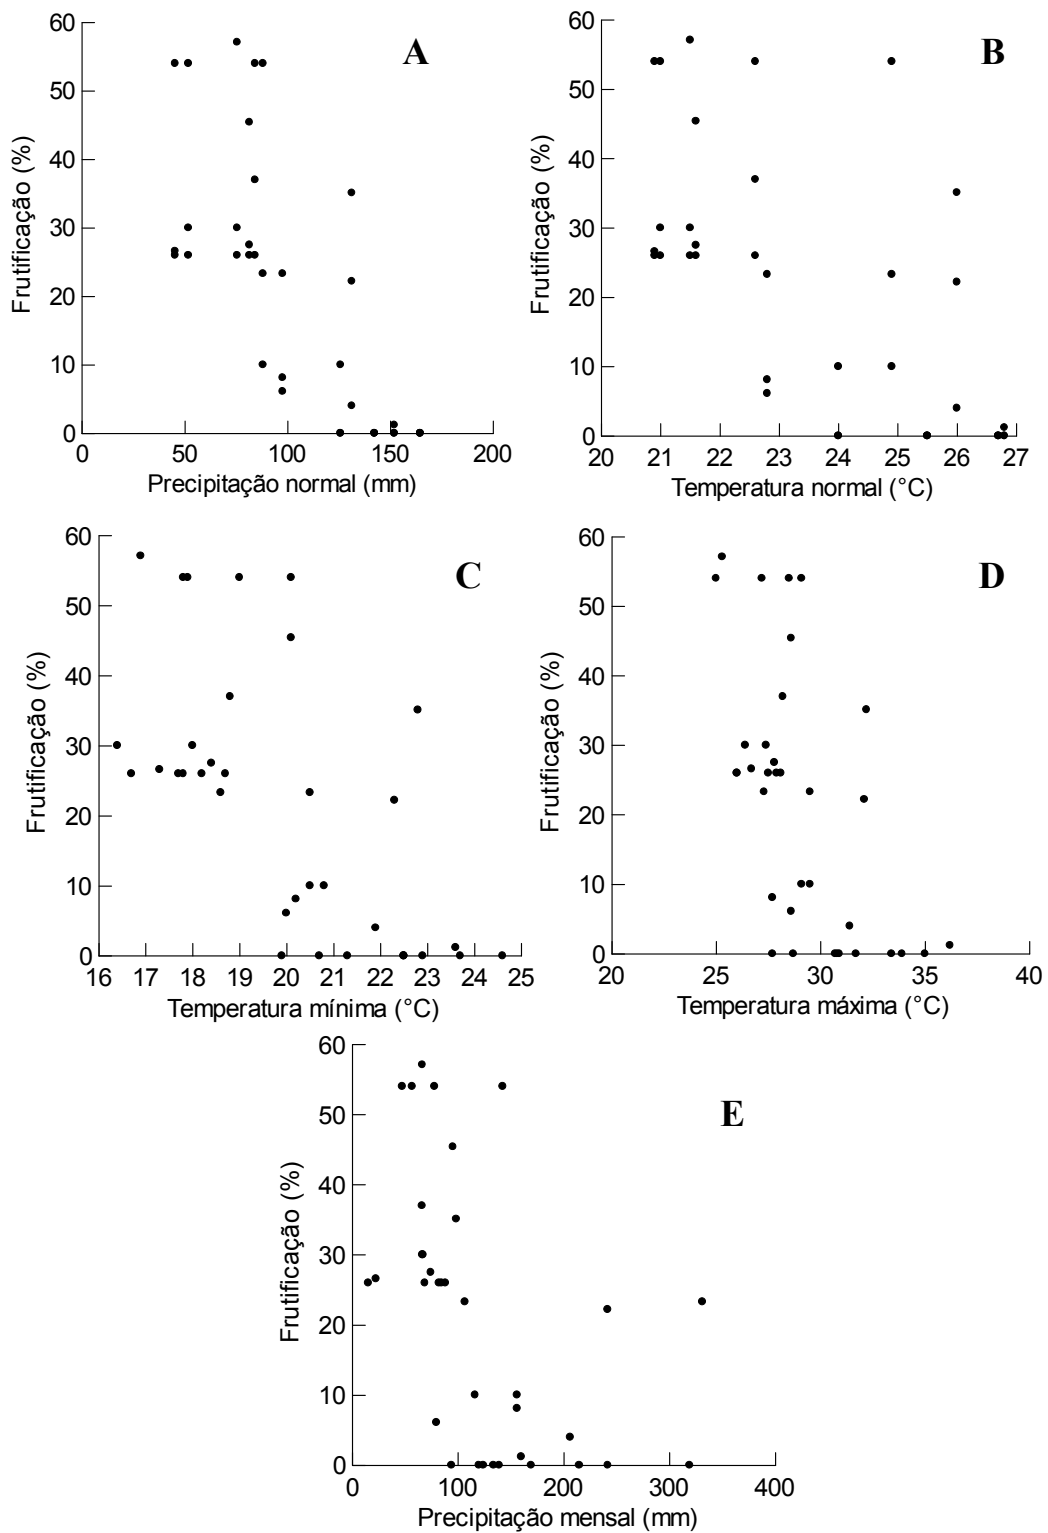 A
Frutificação (%)
60
50
40
30
20
10
0
0 50 100 150 200
Precipitação normal (mm)
B
Frutificação (%)
60
50
40
30
20
10
0
20 21 22 23 24 25 26 27
Temperatura normal (°C)
C
Frutificação (%)
60
50
40
30
20
10
0
16 17 18 19 20 21 22 23 24 25
Temperatura mínima (°C)
D
Frutificação (%)
60
50
40
30
20
10
0
20 25 30 35 40
Temperatura máxima (°C)
E
Frutificação (%)
60
50
40
30
20
10
0
0 100 200 300 400
Precipitação mensal (mm)